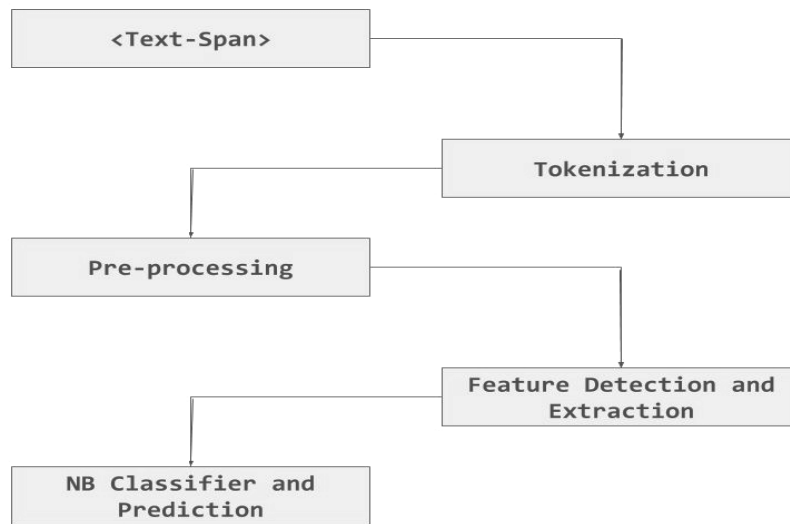 <Text-Span>
Tokenization
Pre-processing
Feature Detection and
Extraction
NB Classifier and
Prediction